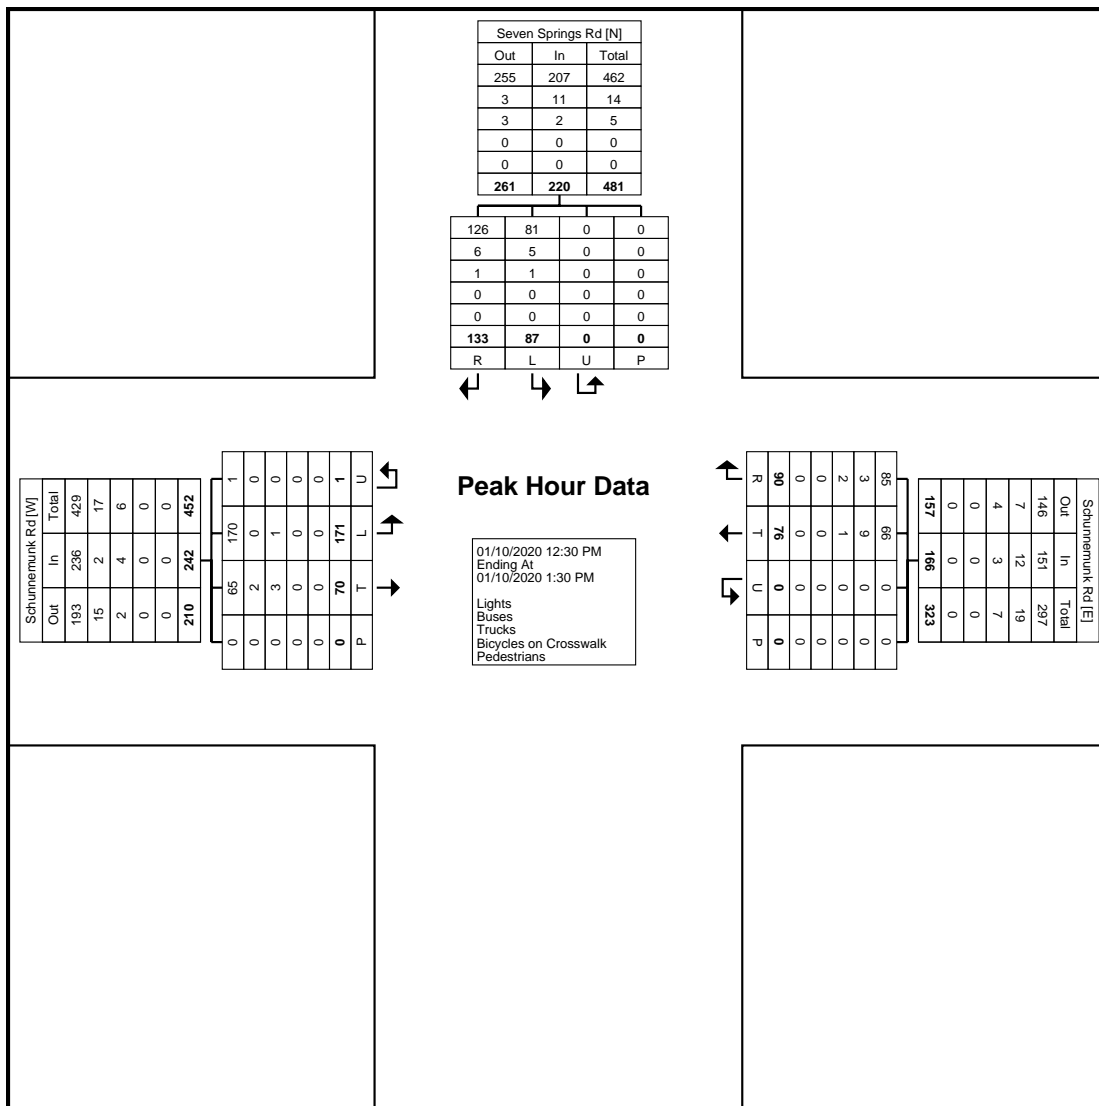 Seven Springs Rd [N]
Out In Total
255 207 462
3 11 14
3 2 5
0 0 0
0 0 0
261 220 481
126 81 0 0
6 5 0 0
1 1 0 0
0 0 0 0
0 0 0 0
133 87 0 0
R L U P
Schunnemunk Rd [W]
Out In Total
193 236 429
15 2 17
2 4 6
0 0 0
0 0 0
210 242 452
1 170 65 0
0 0 2 0
0 1 3 0
0 0 0 0
0 0 0 0
1 171 70 0
U L T P
Peak Hour Data
01/10/2020 12:30 PM
Ending At
01/10/2020 1:30 PM
Lights
Buses
Trucks
Bicycles on Crosswalk
Pedestrians
Schunnemunk Rd [E]
Out In Total
146 151 297
7 12 19
4 3 7
0 0 0
0 0 0
157 166 323
85 66 0 0
3 9 0 0
2 1 0 0
0 0 0 0
0 0 0 0
90 76 0 0
R T U P